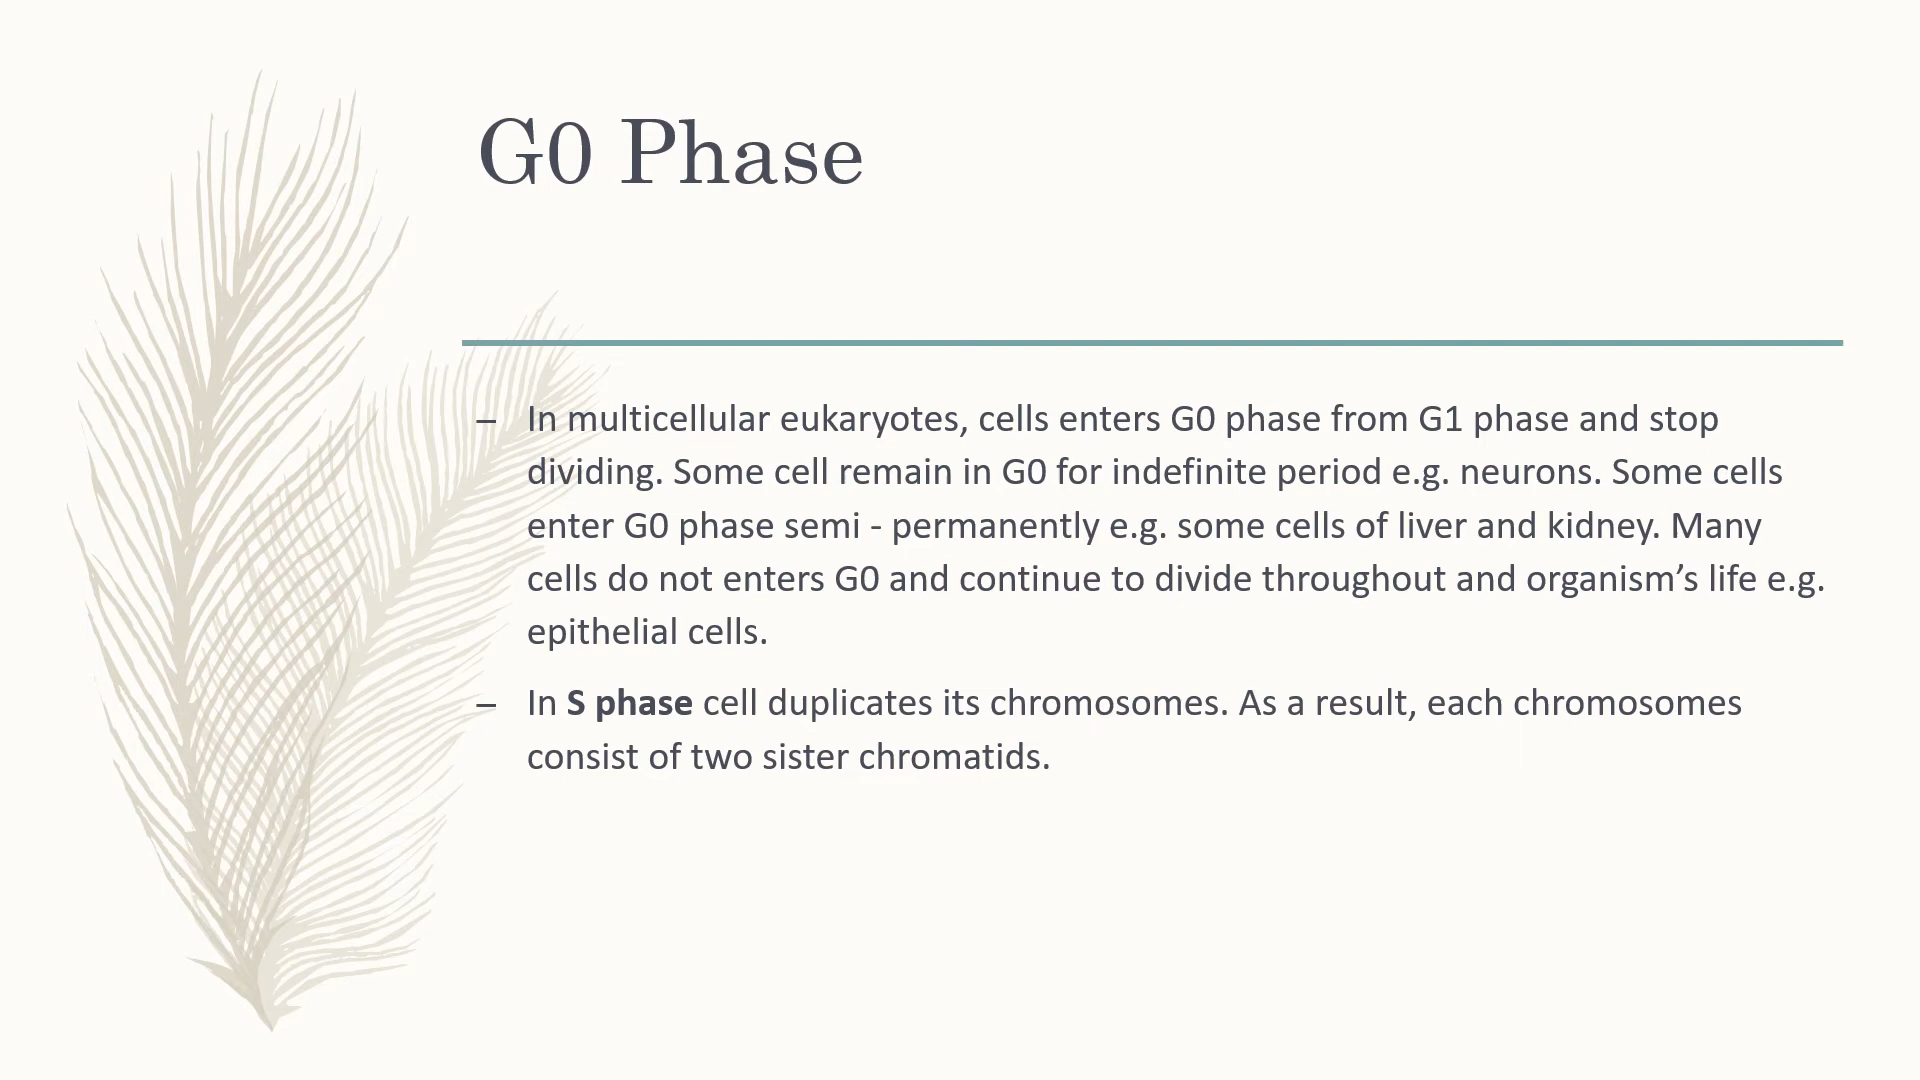 G0 Phase
– In multicellular eukaryotes, cells enters G0 phase from G1 phase and stop
dividing. Some cell remain in G0 for indefinite period e.g. neurons. Some cells
enter G0 phase semi - permanently e.g. some cells of liver and kidney. Many
cells do not enters G0 and continue to divide throughout and organism’s life e.g.
epithelial cells.
– In S phase cell duplicates its chromosomes. As a result, each chromosomes
consist of two sister chromatids.